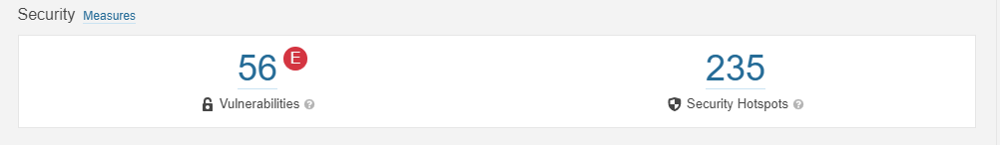 Security Measures
56 E
235
Vulnerabilities ?
Security Hotspots ?